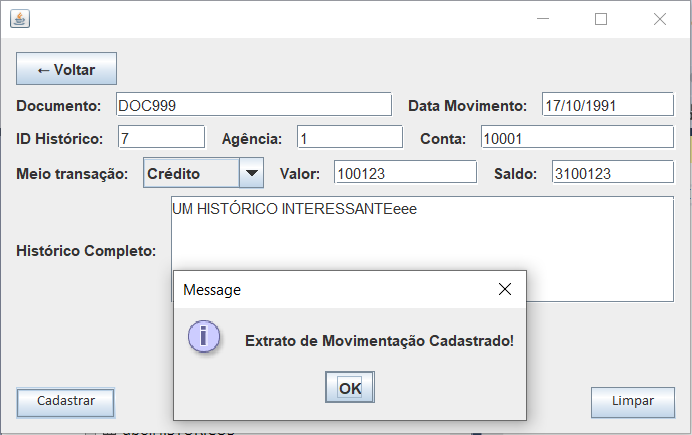 ← Voltar
Documento: DOC999 Data Movimento: 17/10/1991
ID Histórico: 7 Agência: 1 Conta: 10001
Meio transação: Crédito Valor: 100123 Saldo: 3100123
UM HISTÓRICO INTERESSANTEeee
Histórico Completo:
Message
i
Extrato de Movimentação Cadastrado!
OK
Cadastrar Limpar